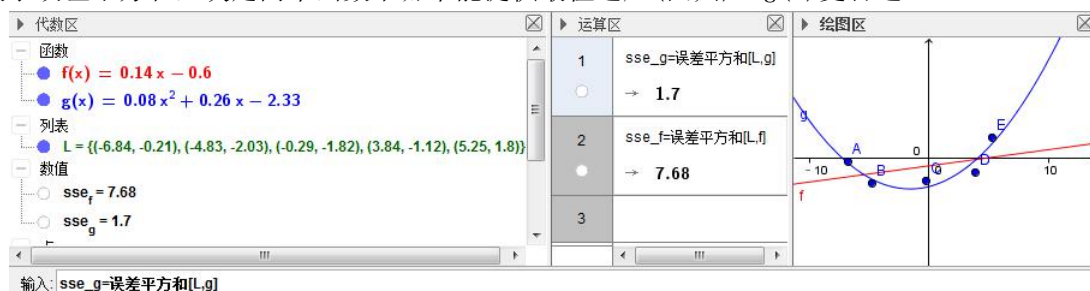 代数区
函数
f(x) = 0.14 x − 0.6
g(x) = 0.08 x² + 0.26 x − 2.33
列表
L = {(-6.84, -0.21), (-4.83, -2.03), (-0.29, -1.82), (3.84, -1.12), (5.25, 1.8)}
数值
sse_f = 7.68
sse_g = 1.7
运算区
1
sse_g=误差平方和[L,g]
→ 1.7
2
sse_f=误差平方和[L,f]
→ 7.68
3
绘图区
g
A
B
C
D
E
0
-10
10
f
输入: sse_g=误差平方和[L,g]